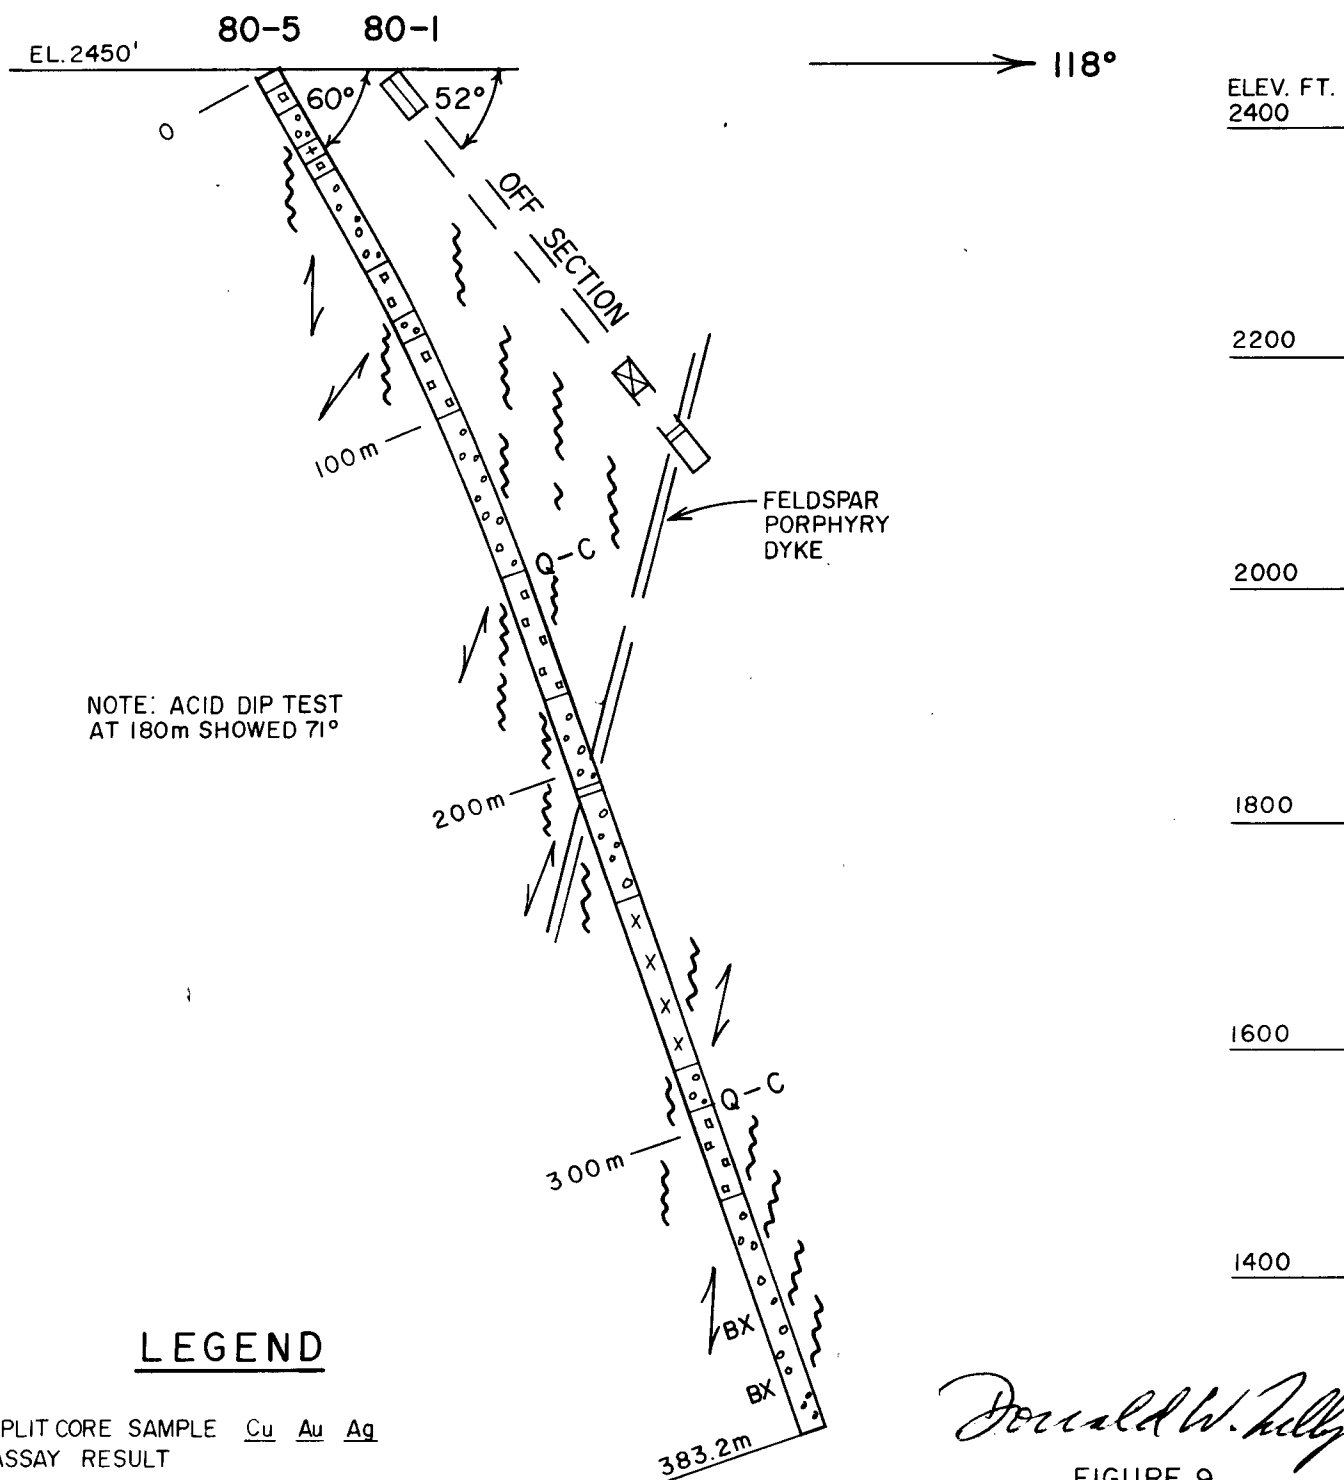 80-5 80-1
EL. 2450'
118°
ELEV. FT.
2400
60° 52°
0
OFF SECTION
2200
100m
FELDSPAR
PORPHYRY
DYKE
Q-C
2000
NOTE: ACID DIP TEST
AT 180m SHOWED 71°
200m
1800
1600
Q-C
300m
1400
BX
LEGEND
BX
PLIT CORE SAMPLE Cu Au Ag
ASSAY RESULT
383.2m
Donald W.
FIGURE 9